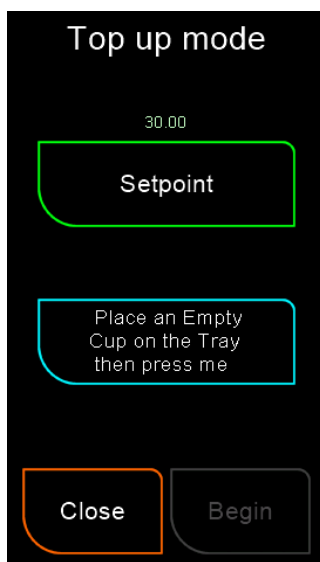 Top up mode
30.00
Setpoint
Place an Empty
Cup on the Tray
then press me
Close
Begin